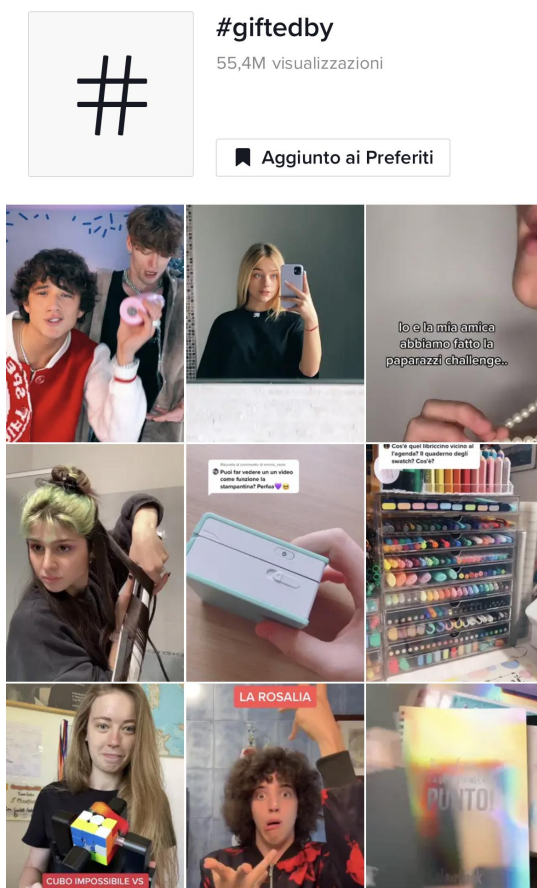 #giftedby
55,4M visualizzazioni
Aggiunto ai Preferiti
Io e la mia amica
abbiamo fatto la
paparazzi challenge..
Puoi far vedere un un video
come funzione la
stampantina? Perfaa💜🥺
Cos'è quel libriccino vicino al
l'agenda? Il quaderno degli
swatch? Cos'è?
CUBO IMPOSSIBILE VS
LA ROSALIA
PUNTO!